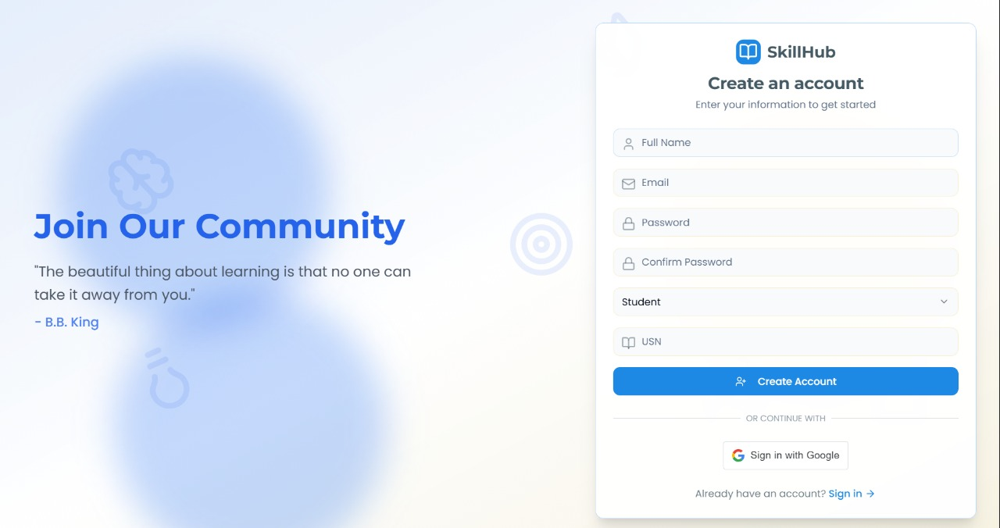 Join Our Community
"The beautiful thing about learning is that no one can
take it away from you."
- B.B. King
SkillHub
Create an account
Enter your information to get started
Full Name
Email
Password
Confirm Password
Student
USN
Create Account
OR CONTINUE WITH
Sign in with Google
Already have an account? Sign in →